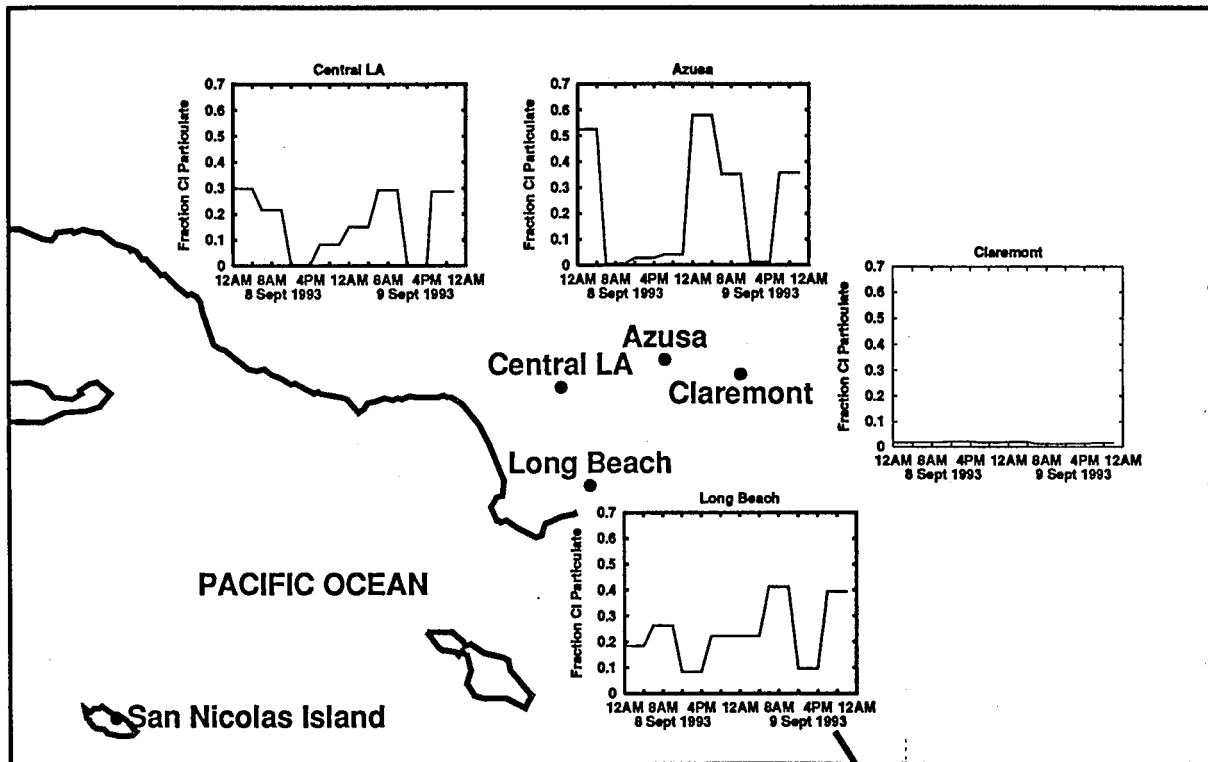 Central LA
Fraction Cl Particulate
0.7
0.6
0.5
0.4
0.3
0.2
0.1
0
12AM 8AM 4PM 12AM 8AM 4PM 12AM
8 Sept 1993 9 Sept 1993
Azusa
Fraction Cl Particulate
0.7
0.6
0.5
0.4
0.3
0.2
0.1
0
12AM 8AM 4PM 12AM 8AM 4PM 12AM
8 Sept 1993 9 Sept 1993
Claremont
Fraction Cl Particulate
0.7
0.6
0.5
0.4
0.3
0.2
0.1
0
12AM 8AM 4PM 12AM 8AM 4PM 12AM
8 Sept 1993 9 Sept 1993
Azusa
Central LA
Claremont
Long Beach
Long Beach
Fraction Cl Particulate
0.7
0.6
0.5
0.4
0.3
0.2
0.1
0
12AM 8AM 4PM 12AM 8AM 4PM 12AM
8 Sept 1993 9 Sept 1993
PACIFIC OCEAN
San Nicolas Island